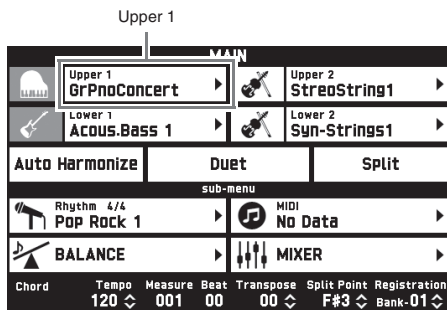 Upper 1
MAIN
Upper 1
GrPnoConcert
Upper 2
StreoString1
Lower 1
Acous.Bass 1
Lower 2
Syn-Strings1
Auto Harmonize Duet Split
sub-menu
Rhythm 4/4
Pop Rock 1
MIDI
No Data
BALANCE
MIXER
Chord Tempo Measure Beat Transpose Split Point Registration
120 001 00 00 F#3 Bank-01